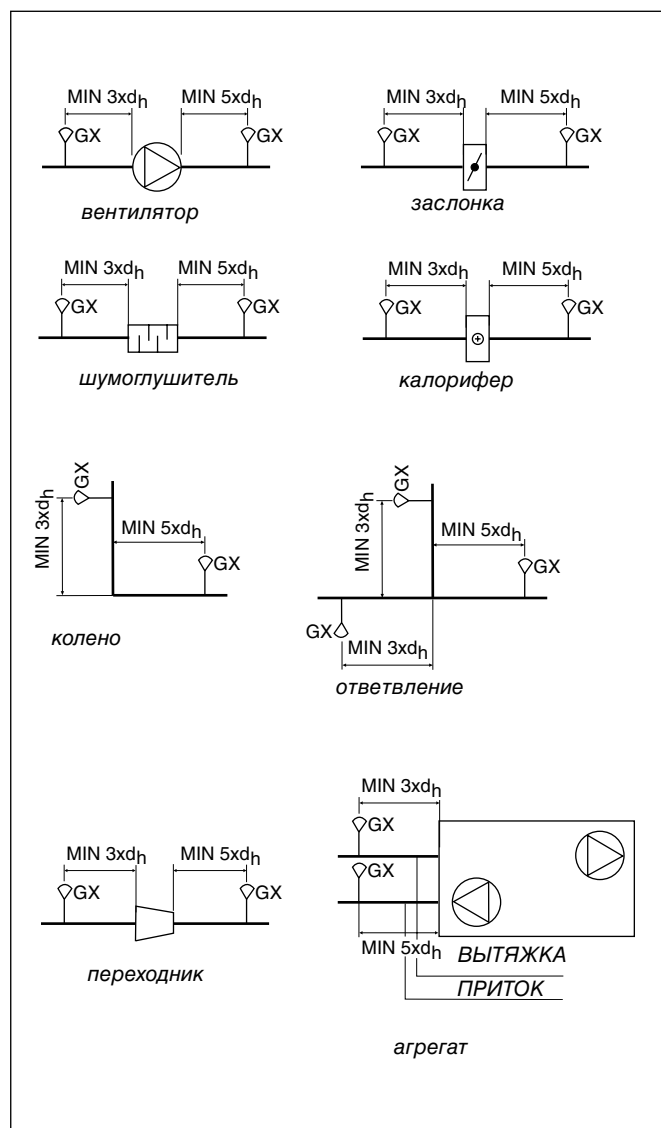 MIN 3xdh MIN 5xdh
GX GX
вентилятор
MIN 3xdh MIN 5xdh
GX GX
заслонка
MIN 3xdh MIN 5xdh
GX GX
шумоглушитель
MIN 3xdh MIN 5xdh
GX GX
калорифер
GX
MIN 3xdh
MIN 5xdh
GX
колено
GX
MIN 3xdh
MIN 5xdh
GX
GX
MIN 3xdh
ответвление
MIN 3xdh MIN 5xdh
GX GX
переходник
MIN 3xdh
GX
GX
MIN 5xdh
ВЫТЯЖКА
ПРИТОК
агрегат